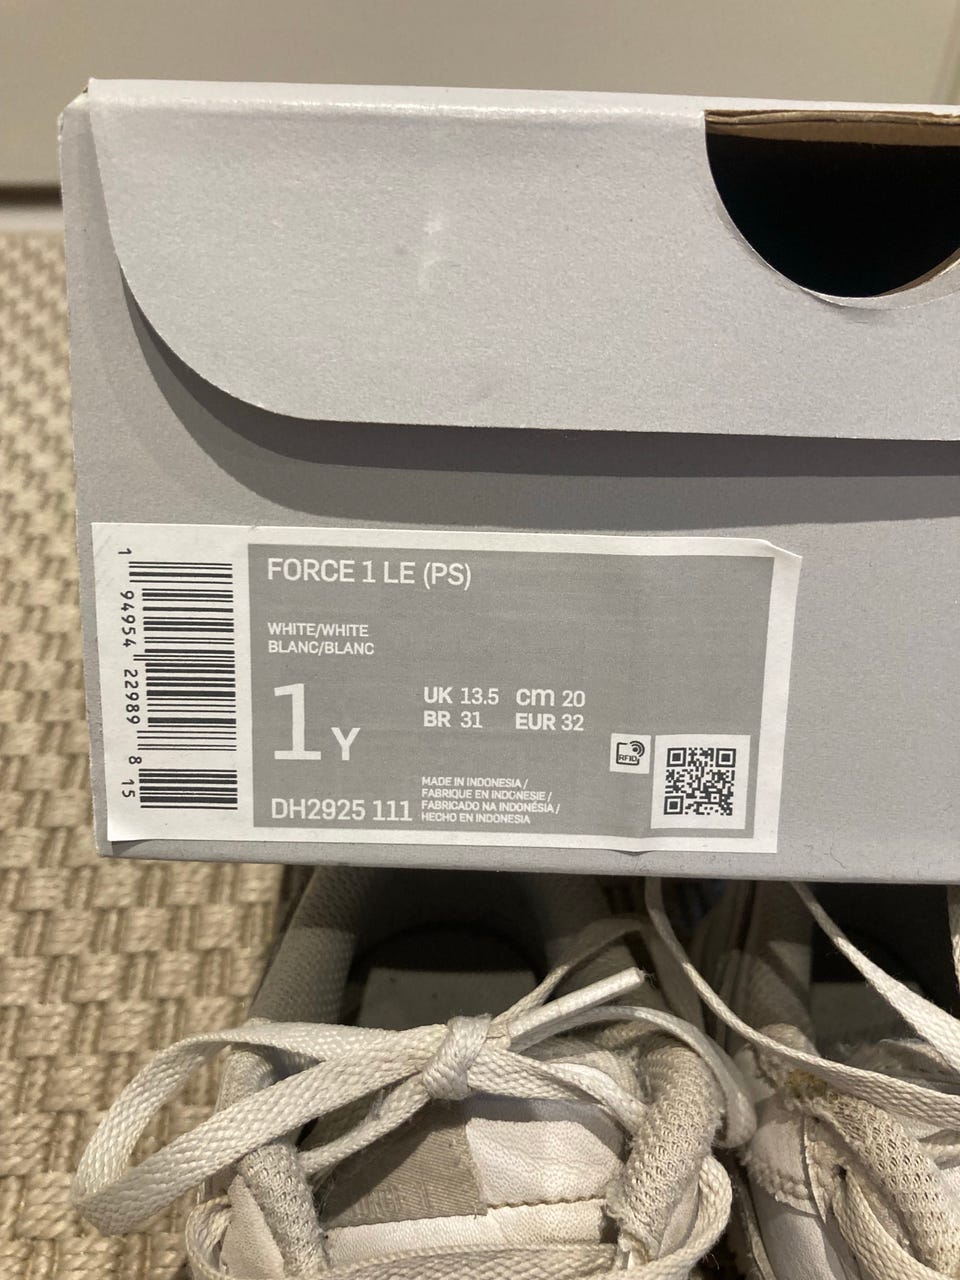 FORCE 1 LE (PS)
WHITE/WHITE
BLANC/BLANC
1Y
UK 13.5 cm 20
BR 31 EUR 32
DH2925 111
MADE IN INDONESIA /
FABRIQUE EN INDONESIE /
FABRICADO NA INDONÉSIA /
HECHO EN INDONESIA
RFID
1 94954 22989 8 15